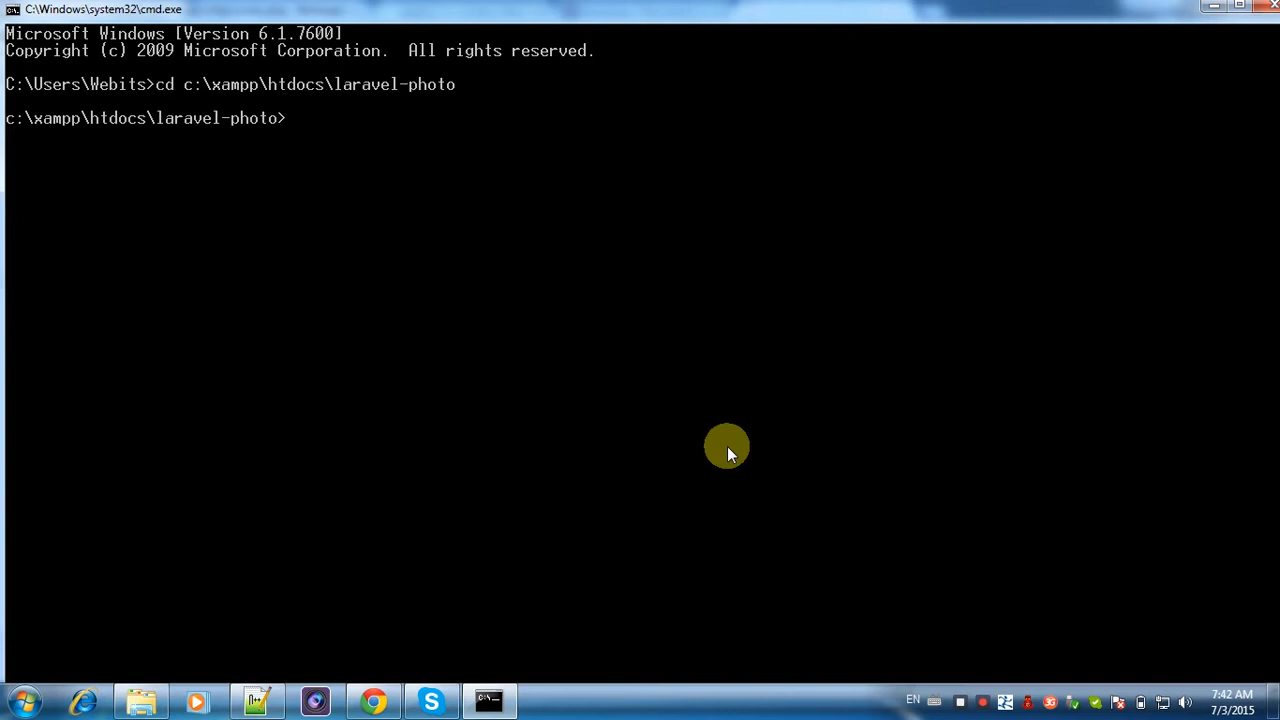 C:\Windows\system32\cmd.exe
Microsoft Windows [Version 6.1.7600]
Copyright (c) 2009 Microsoft Corporation.  All rights reserved.
C:\Users\Webits>cd c:\xampp\htdocs\laravel-photo
c:\xampp\htdocs\laravel-photo>
EN
7:42 AM
7/3/2015